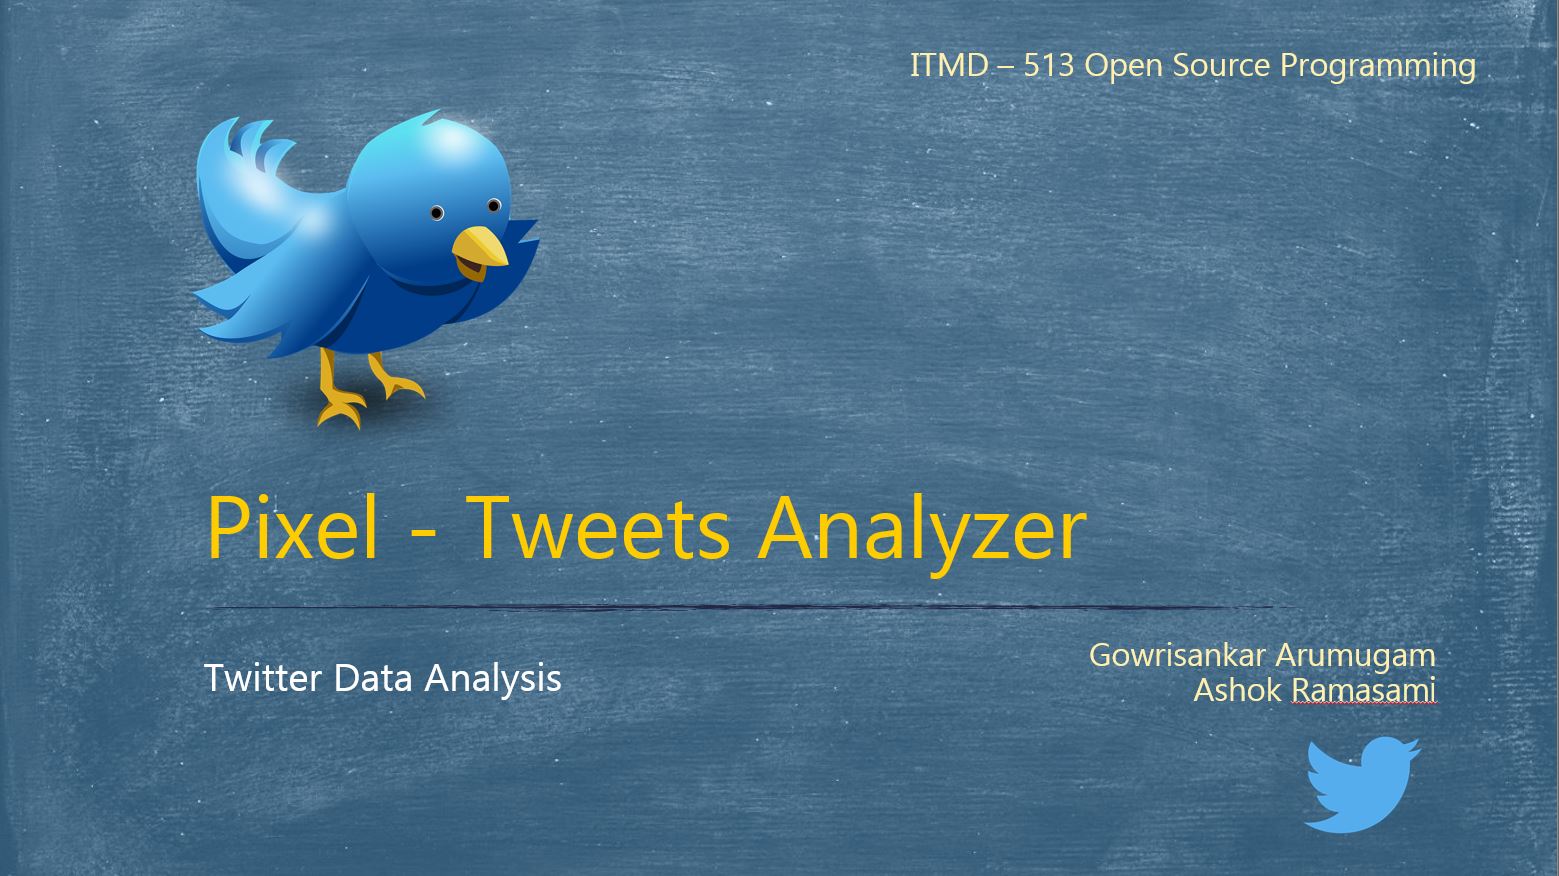 ITMD – 513 Open Source Programming
Pixel - Tweets Analyzer
Twitter Data Analysis
Gowrisankar Arumugam
Ashok Ramasami